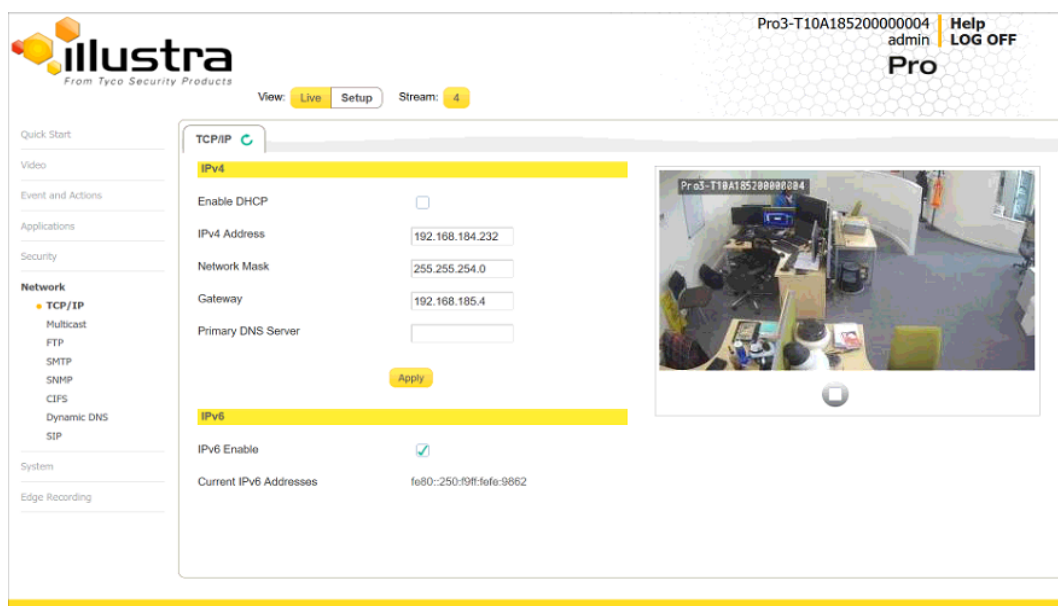 illustra
From Tyco Security Products
Pro3-T10A185200000004
Help
admin
LOG OFF
Pro
View: Live Setup Stream: 4
Quick Start
Video
Event and Actions
Applications
Security
Network
TCP/IP
Multicast
FTP
SMTP
SNMP
CIFS
Dynamic DNS
SIP
System
Edge Recording
TCP/IP
IPv4
Enable DHCP
IPv4 Address 192.168.184.232
Network Mask 255.255.254.0
Gateway 192.168.185.4
Primary DNS Server
Apply
IPv6
IPv6 Enable
Current IPv6 Addresses fe80::250:f9ff:fefe:9862
Pro3-T10A185200000004